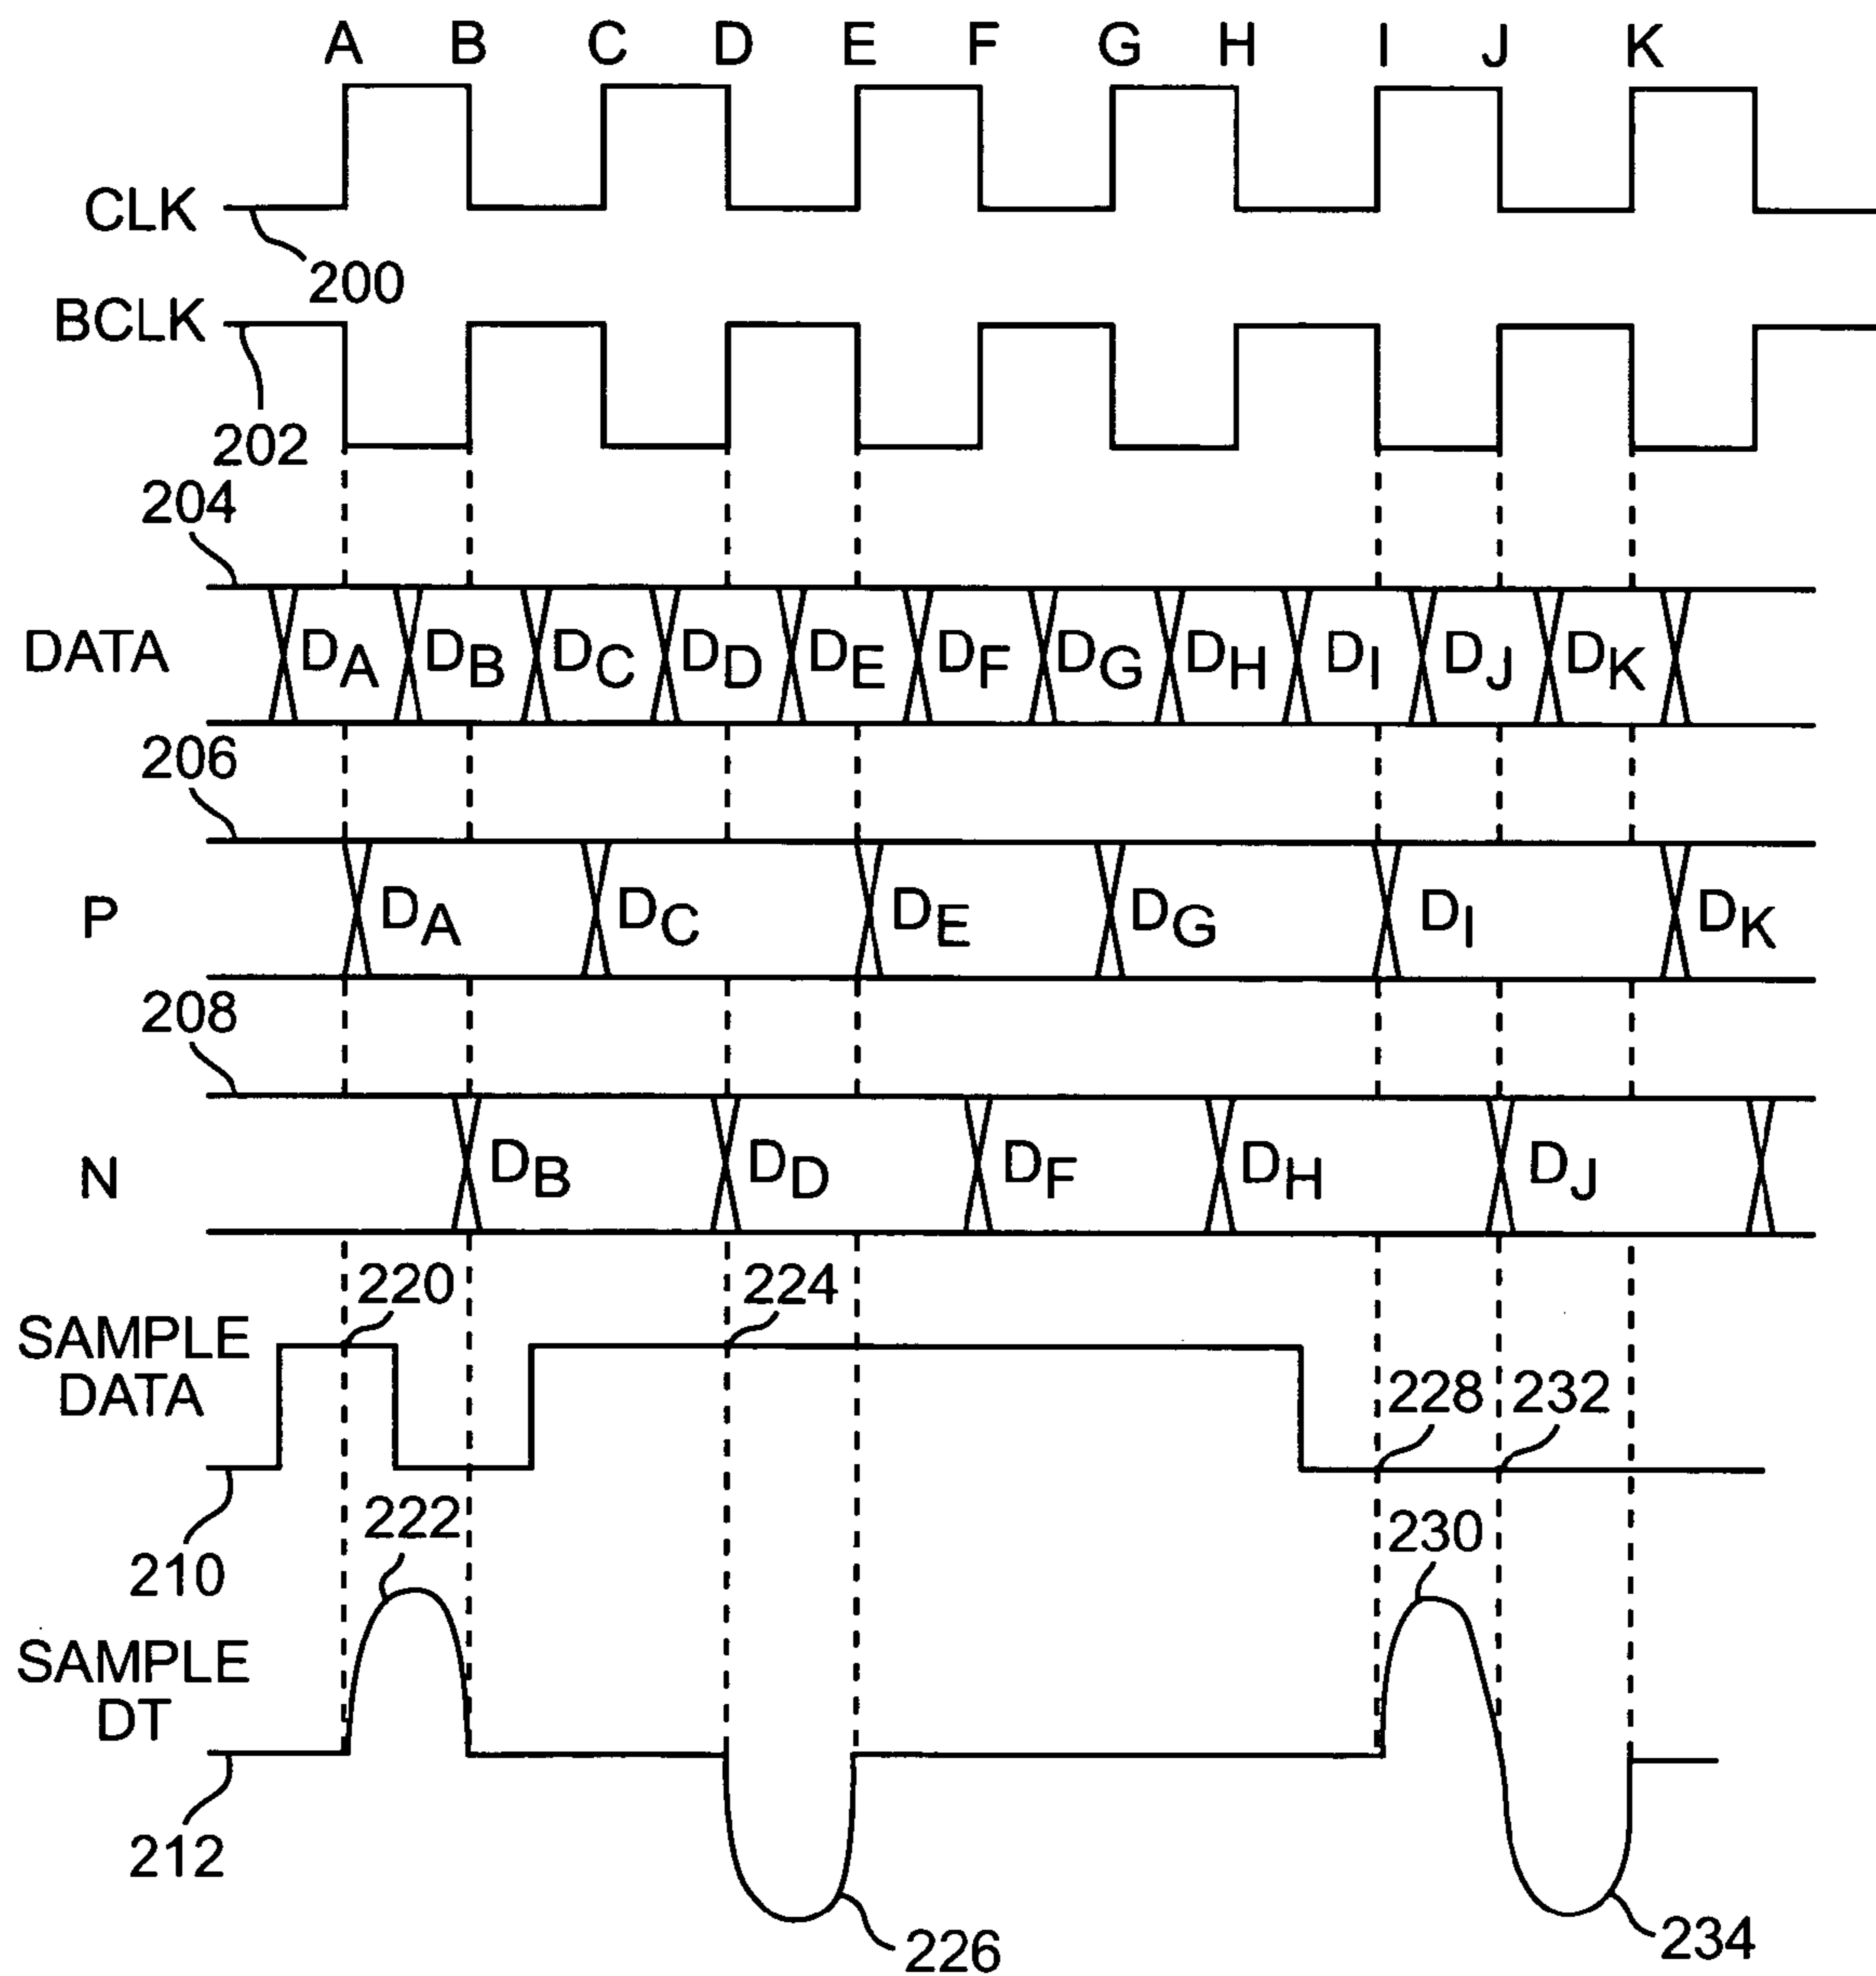 A B C D E F G H I J K
CLK
200
BCLK
202
204
DATA
DA DB DC DD DE DF DG DH DI DJ DK
206
P
DA DC DE DG DI DK
208
N
DB DD DF DH DJ
220
224
SAMPLE
DATA
228
232
210
222
230
SAMPLE
DT
212
226
234